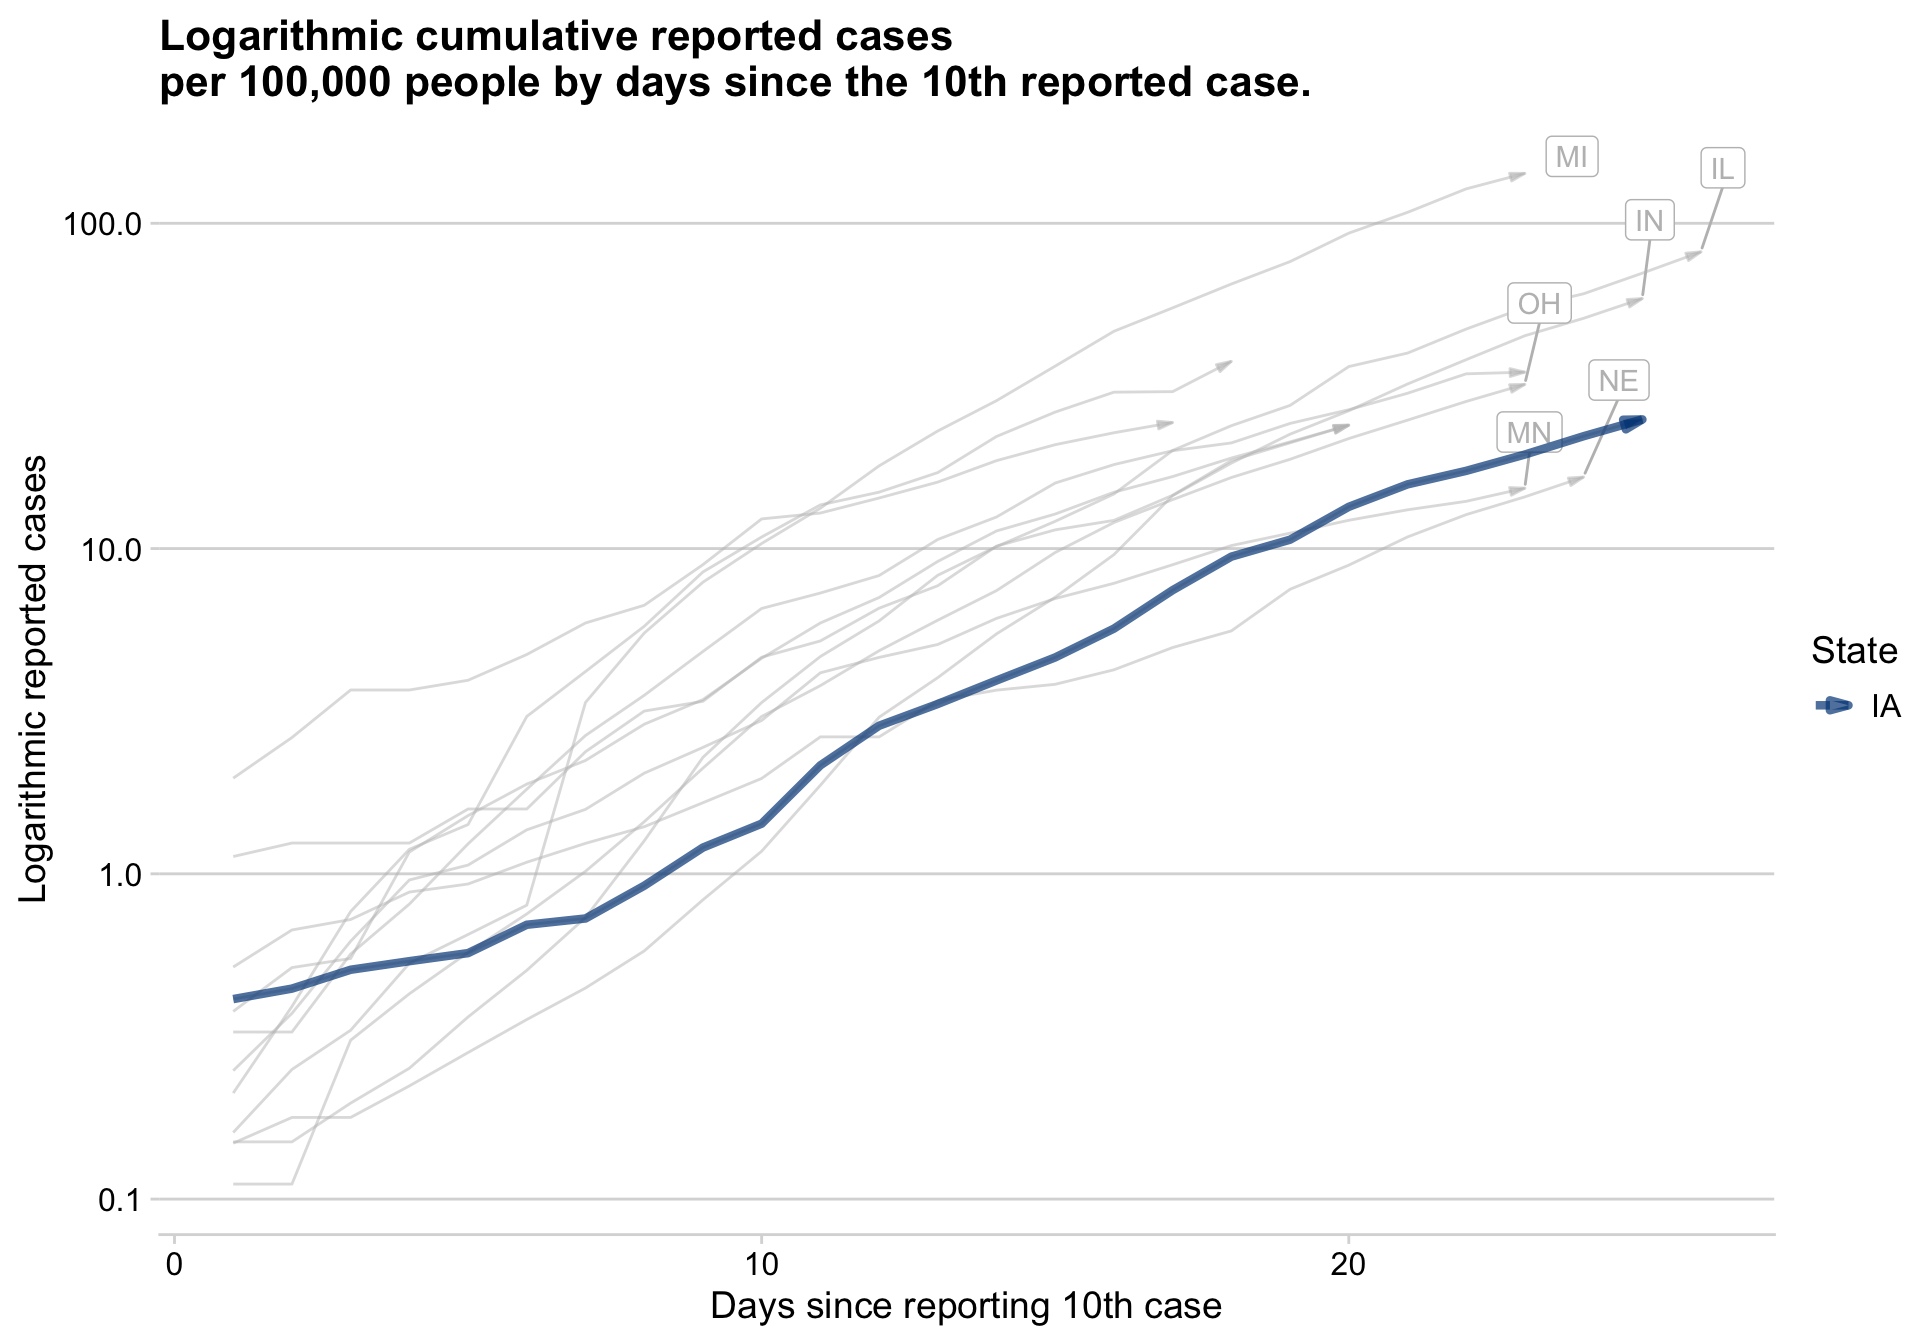 Logarithmic cumulative reported cases
per 100,000 people by days since the 10th reported case.
MI
IL
IN
OH
NE
MN
100.0
10.0
1.0
0.1
Logarithmic reported cases
State
IA
0
10
20
Days since reporting 10th case